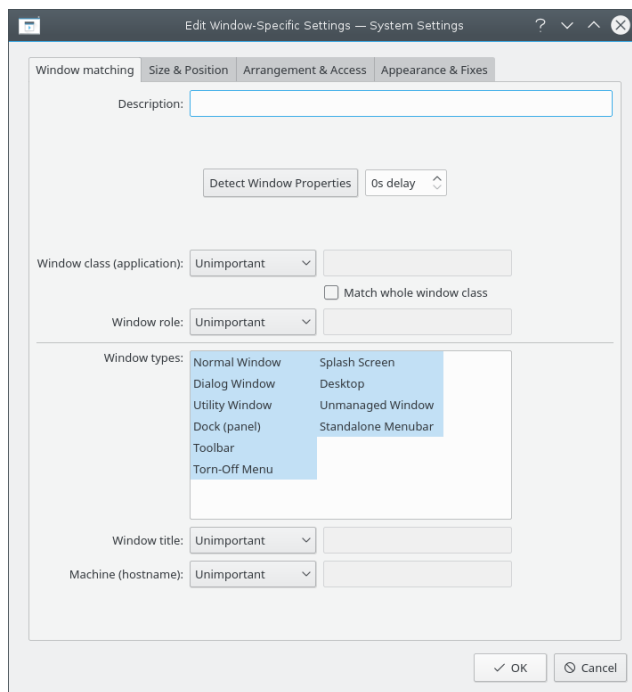 Edit Window-Specific Settings — System Settings
Window matching Size & Position Arrangement & Access Appearance & Fixes
Description:
Detect Window Properties 0s delay
Window class (application): Unimportant
Match whole window class
Window role: Unimportant
Window types:
Normal Window Splash Screen
Dialog Window Desktop
Utility Window Unmanaged Window
Dock (panel) Standalone Menubar
Toolbar
Torn-Off Menu
Window title: Unimportant
Machine (hostname): Unimportant
OK Cancel